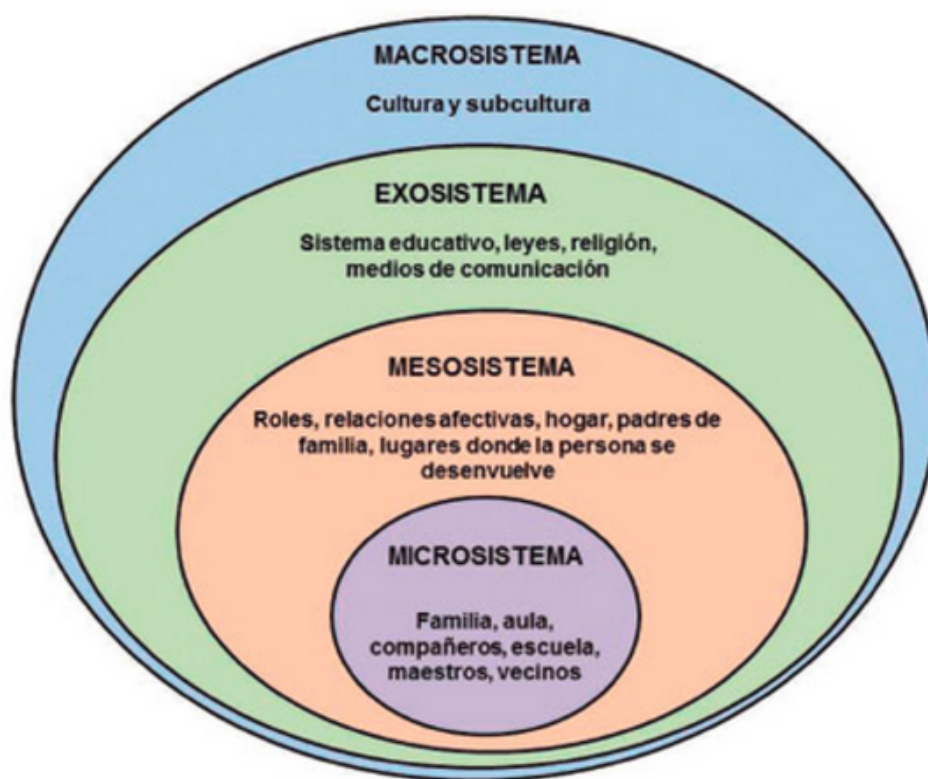 MACROSISTEMA
Cultura y subcultura
EXOSISTEMA
Sistema educativo, leyes, religión,
medios de comunicación
MESOSISTEMA
Roles, relaciones afectivas, hogar, padres de
familia, lugares donde la persona se
desenvuelve
MICROSISTEMA
Familia, aula,
compañeros, escuela,
maestros, vecinos